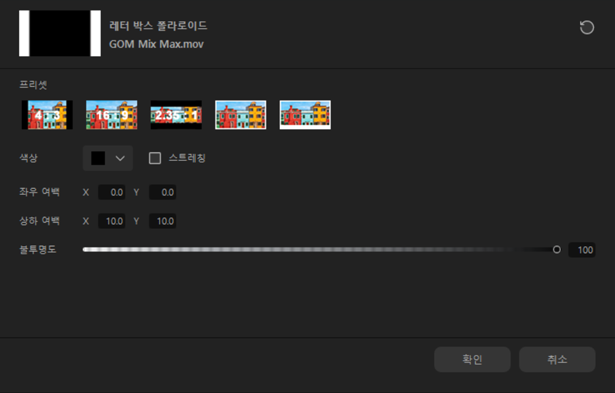 레터 박스 폴라로이드
GOM Mix Max.mov
프리셋
4:3 16:9 2.35:1
색상 스트레칭
좌우 여백 X 0.0 Y 0.0
상하 여백 X 10.0 Y 10.0
불투명도 100
확인 취소